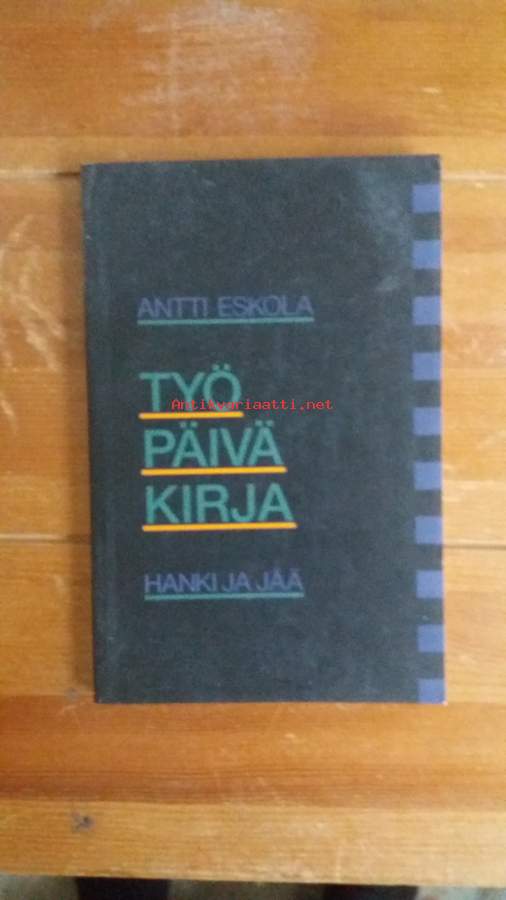 ANTTI ESKOLA
TYÖ
Antikvariaatti.net
PÄIVÄ
KIRJA
HANKI JA JÄÄ